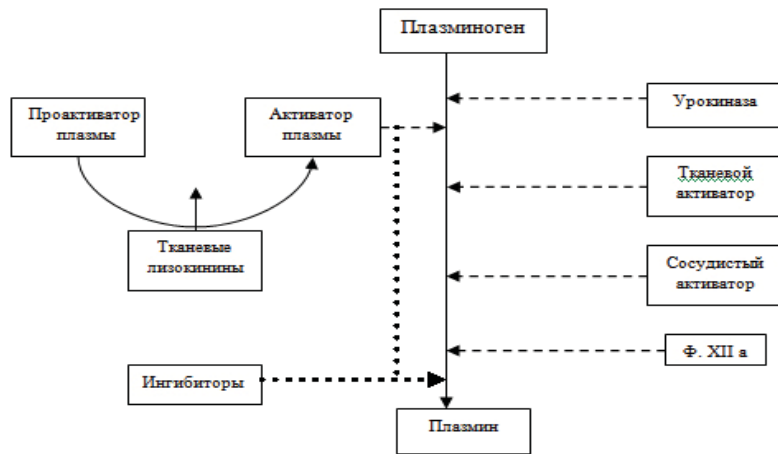 Плазминоген
Проактиватор
плазмы
Активатор
плазмы
Урокиназа
Тканевой
активатор
Тканевые
лизокинины
Сосудистый
активатор
Ф. XII а
Ингибиторы
Плазмин